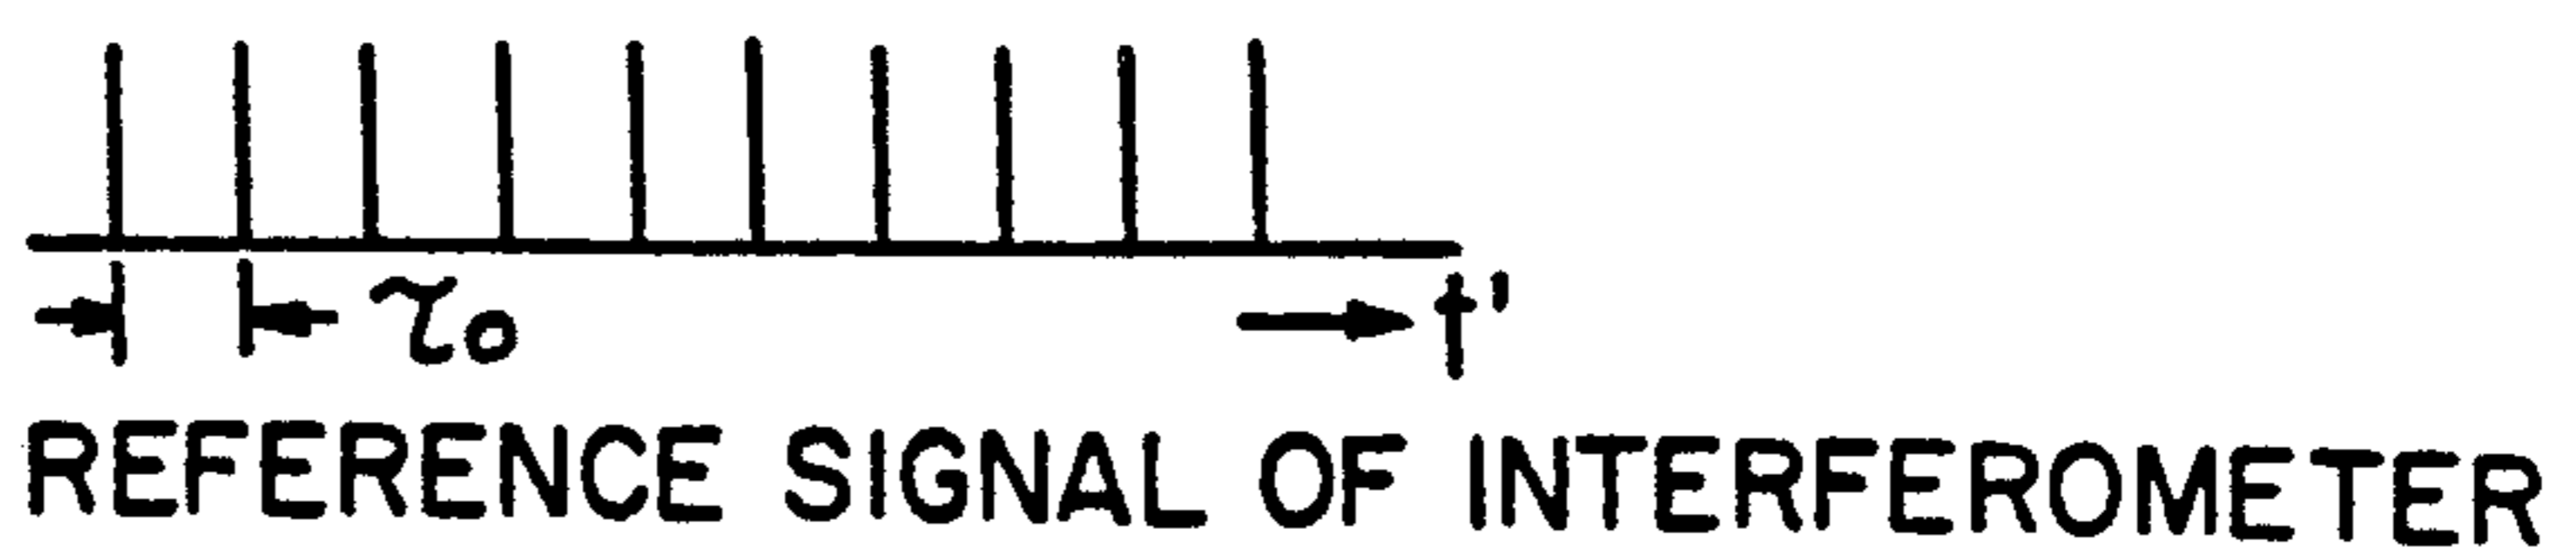 τ₀ t'
REFERENCE SIGNAL OF INTERFEROMETER